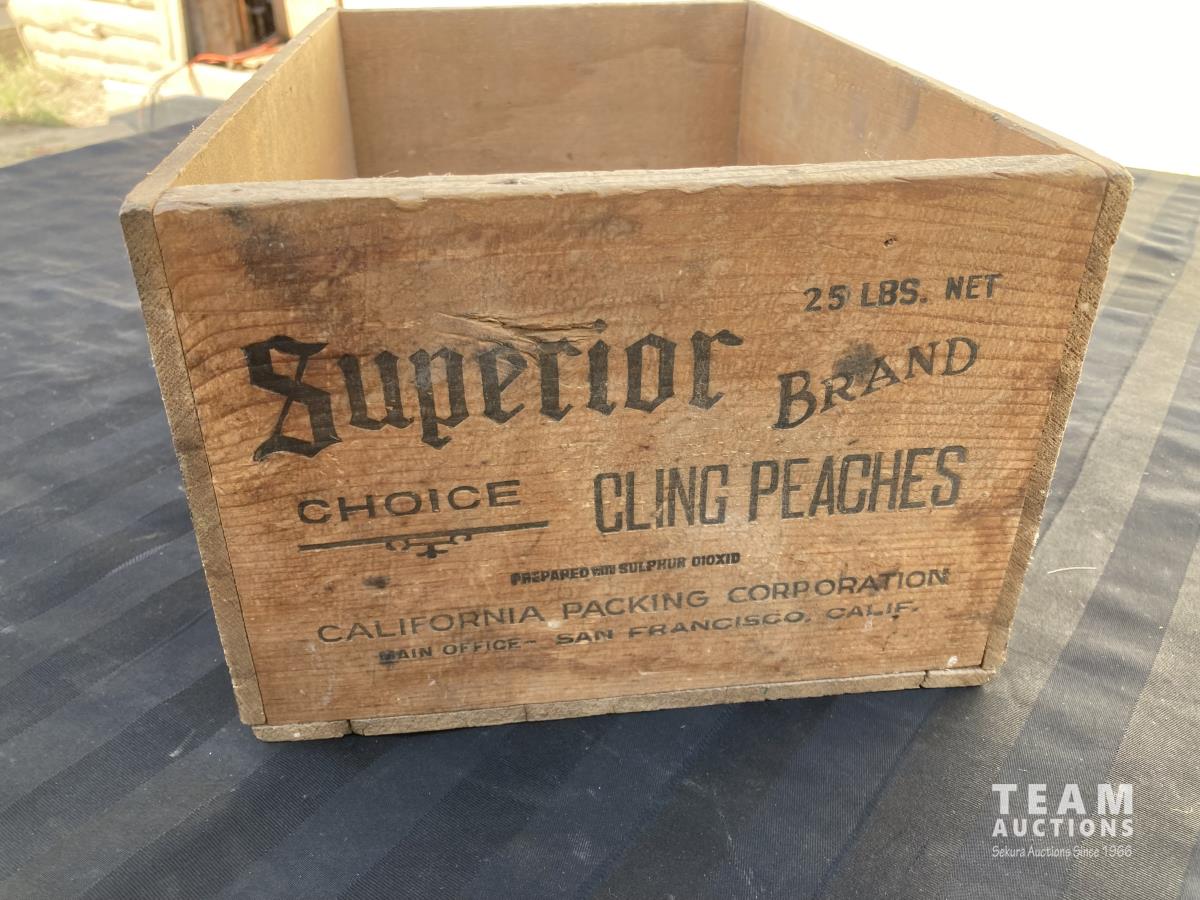 25 LBS. NET
Superior BRAND
CHOICE CLING PEACHES
PREPARED WITH SULPHUR DIOXID
CALIFORNIA PACKING CORPORATION
MAIN OFFICE- SAN FRANCISCO, CALIF.
TEAM
AUCTIONS
Sekura Auctions Since 1966